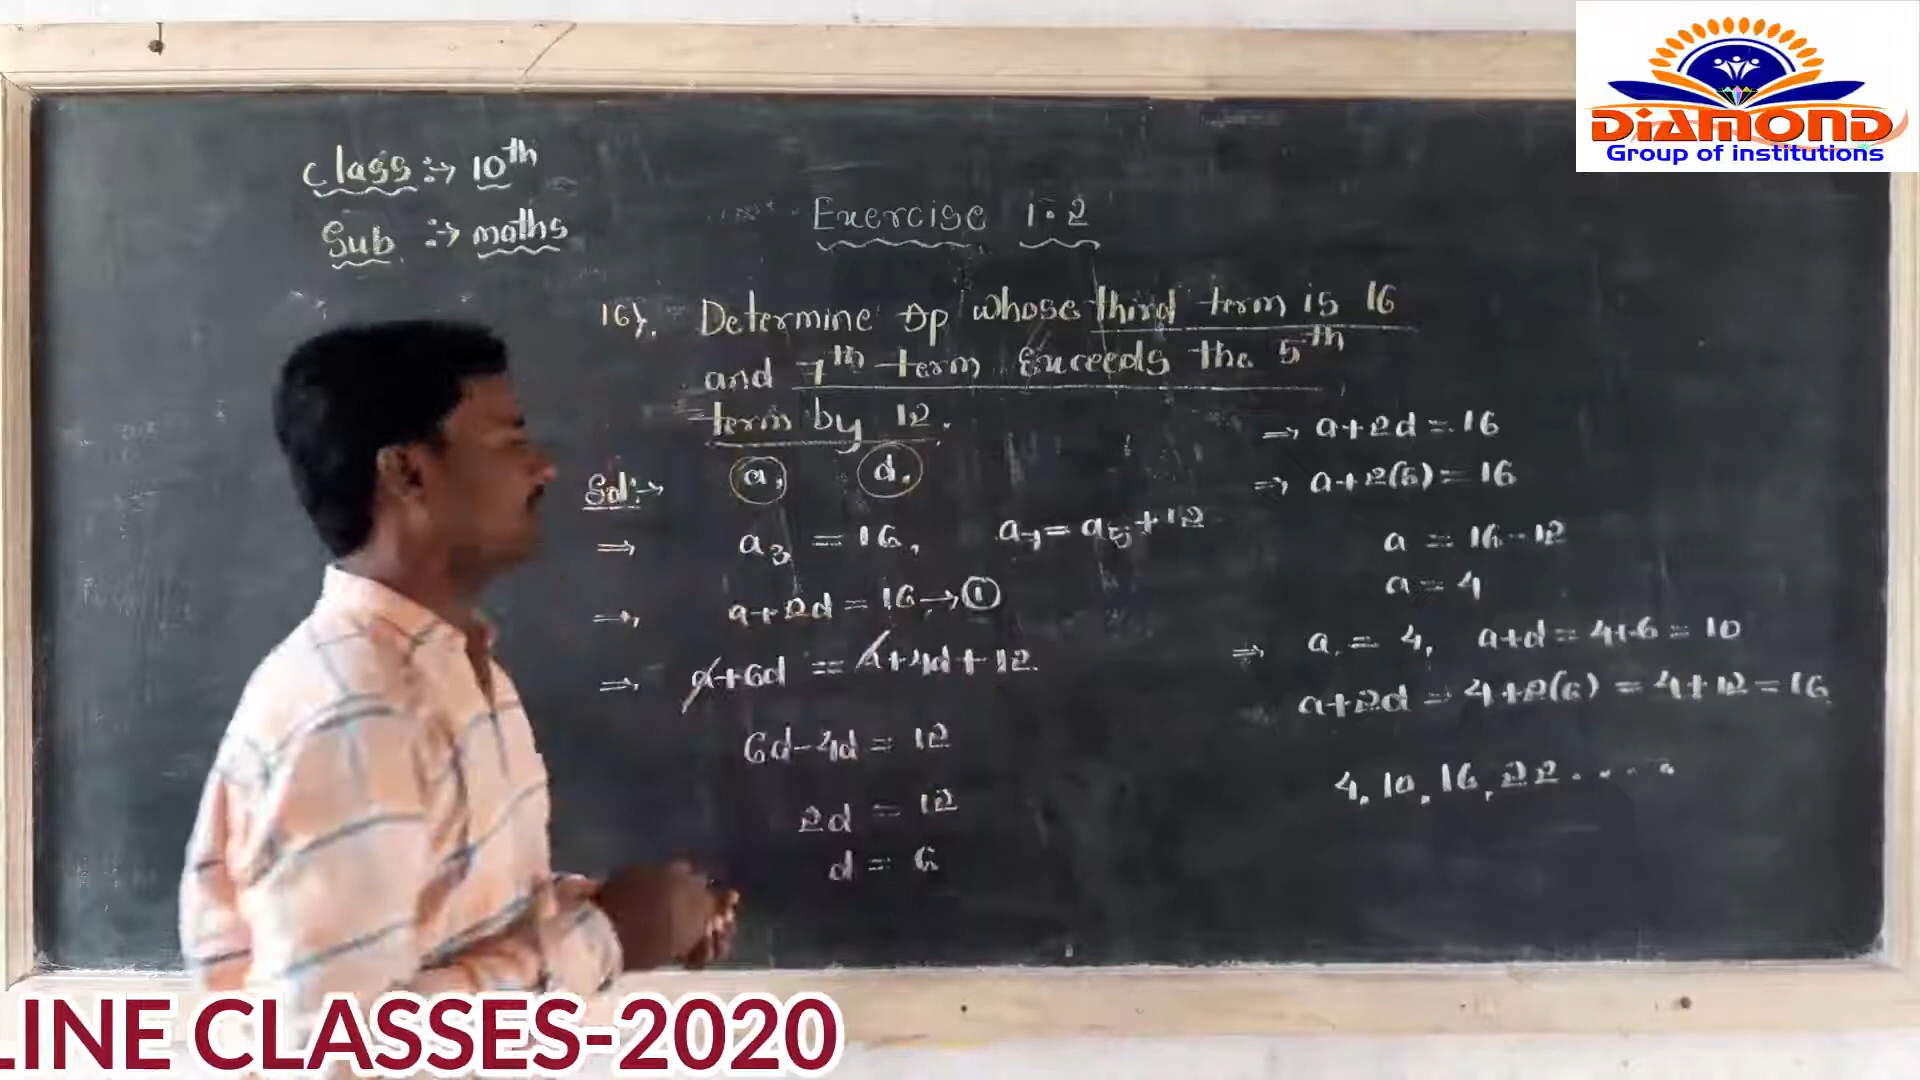 DiAMOND
Group of institutions
Class :→ 10th
Sub :→ maths
Exercise 1.2
16). Determine Ap whose third term is 16
and 7th term Exceeds the 5th
term by 12.
Sol:→ a, d,
⇒ a₃ = 16, a₇ = a₅ + 12
→ a+2d = 16 → ①
⇒ a+6d = a+4d+12.
6d-4d = 12
2d = 12
d = 6
⇒ a+2d = 16
⇒ a+2(6) = 16
a = 16-12
a = 4
⇒ a = 4, a+d = 4+6 = 10
a+2d = 4+2(6) = 4+12 = 16
4, 10, 16, 22 .....
LINE CLASSES-2020